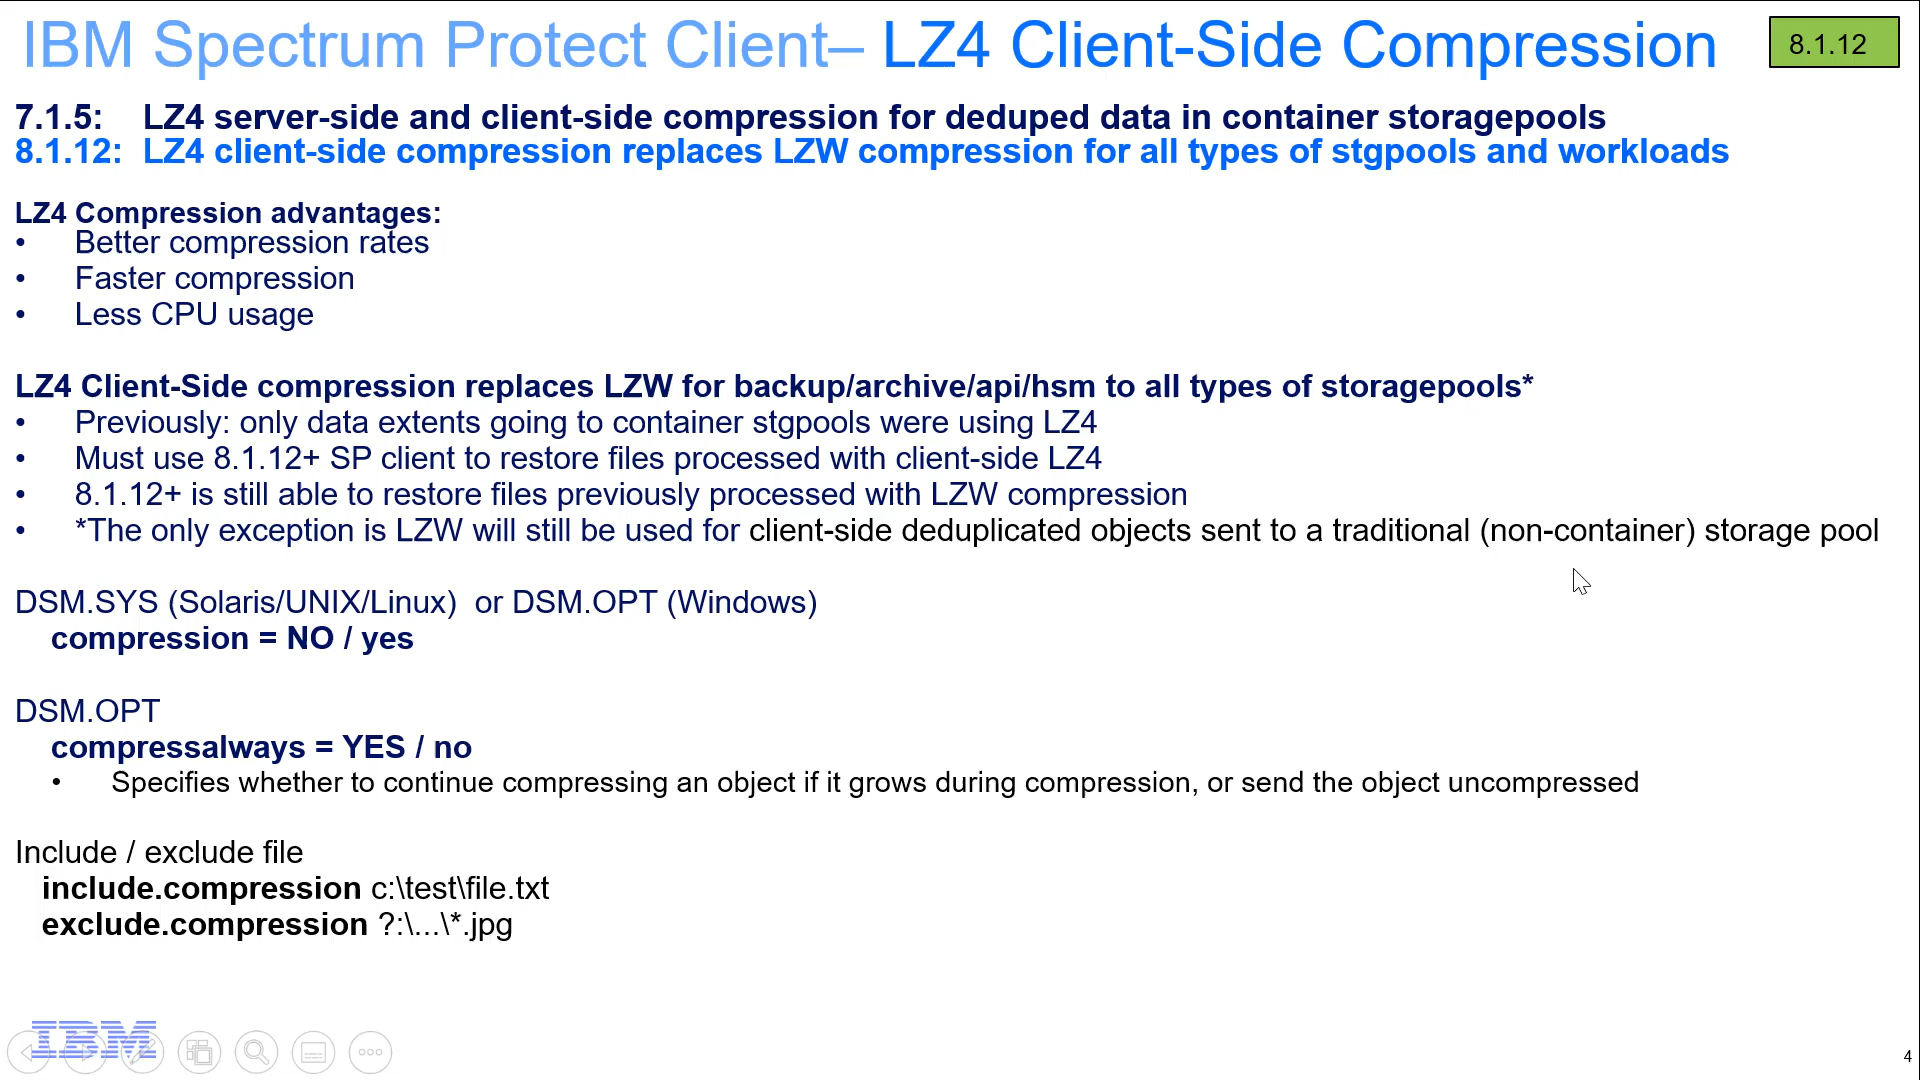 IBM Spectrum Protect Client– LZ4 Client-Side Compression
8.1.12
7.1.5: LZ4 server-side and client-side compression for deduped data in container storagepools
8.1.12: LZ4 client-side compression replaces LZW compression for all types of stgpools and workloads
LZ4 Compression advantages:
• Better compression rates
• Faster compression
• Less CPU usage
LZ4 Client-Side compression replaces LZW for backup/archive/api/hsm to all types of storagepools*
• Previously: only data extents going to container stgpools were using LZ4
• Must use 8.1.12+ SP client to restore files processed with client-side LZ4
• 8.1.12+ is still able to restore files previously processed with LZW compression
• *The only exception is LZW will still be used for client-side deduplicated objects sent to a traditional (non-container) storage pool
DSM.SYS (Solaris/UNIX/Linux) or DSM.OPT (Windows)
compression = NO / yes
DSM.OPT
compressalways = YES / no
• Specifies whether to continue compressing an object if it grows during compression, or send the object uncompressed
Include / exclude file
include.compression c:\test\file.txt
exclude.compression ?:\...\*.jpg
IBM
4